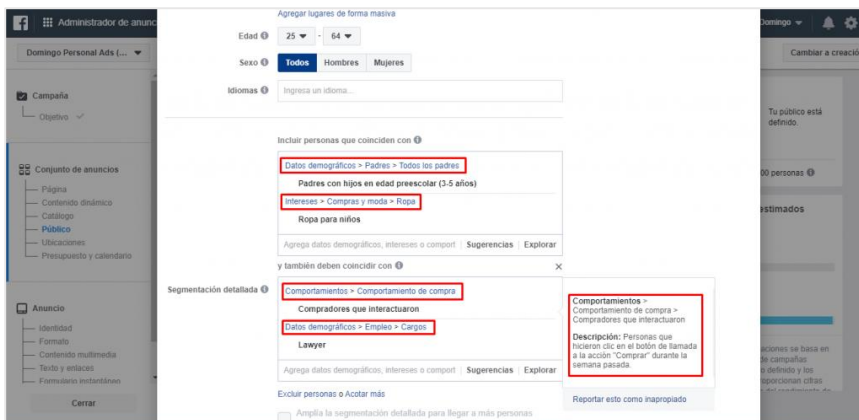 Administrador de anunc
Domingo
Domingo Personal Ads (...
Cambiar a creació
Campaña
Objetivo
Conjunto de anuncios
Página
Contenido dinámico
Catálogo
Público
Ubicaciones
Presupuesto y calendario
Anuncio
Identidad
Formato
Contenido multimedia
Texto y enlaces
Formulario instantáneo
Cerrar
Agregar lugares de forma masiva
Edad 25 - 64
Sexo Todos Hombres Mujeres
Idiomas Ingresa un idioma...
Incluir personas que coinciden con
Datos demográficos > Padres > Todos los padres
Padres con hijos en edad preescolar (3-5 años)
Intereses > Compras y moda > Ropa
Ropa para niños
Agrega datos demográficos, intereses o comport Sugerencias Explorar
y también deben coincidir con
Segmentación detallada
Comportamientos > Comportamiento de compra
Compradores que interactuaron
Datos demográficos > Empleo > Cargos
Lawyer
Agrega datos demográficos, intereses o comport Sugerencias Explorar
Excluir personas o Acotar más
Amplía la segmentación detallada para llegar a más personas
Comportamientos >
Comportamiento de compra >
Compradores que interactuaron
Descripción: Personas que
hicieron clic en el botón de llamada
a la acción "Comprar" durante la
semana pasada.
Reportar esto como inapropiado
Tu público está
definido.
00 personas
estimados
aciones se basa en
de campañas
o definido y los
roporcionan cifras